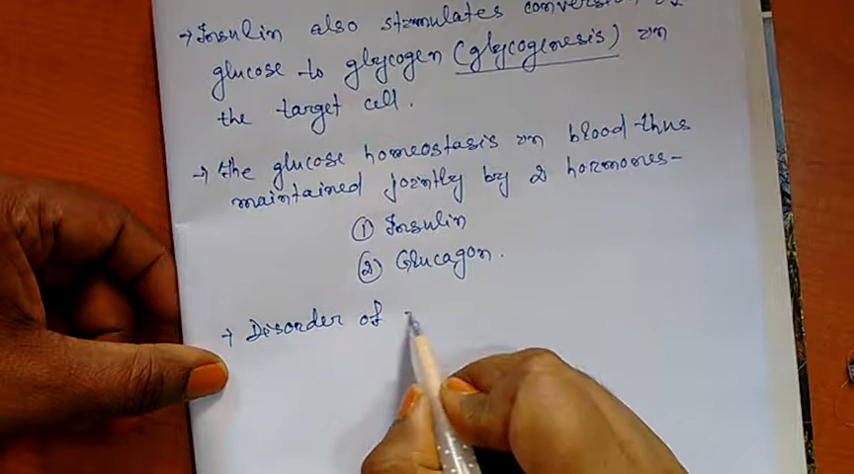 → Insulin also stimulates conversion of
glucose to glycogen (glycogenesis) in
the target cell.
→ the glucose homeostasis in blood thus
maintained jointly by 2 hormones-
① Insulin
② Glucagon.
→ Disorder of